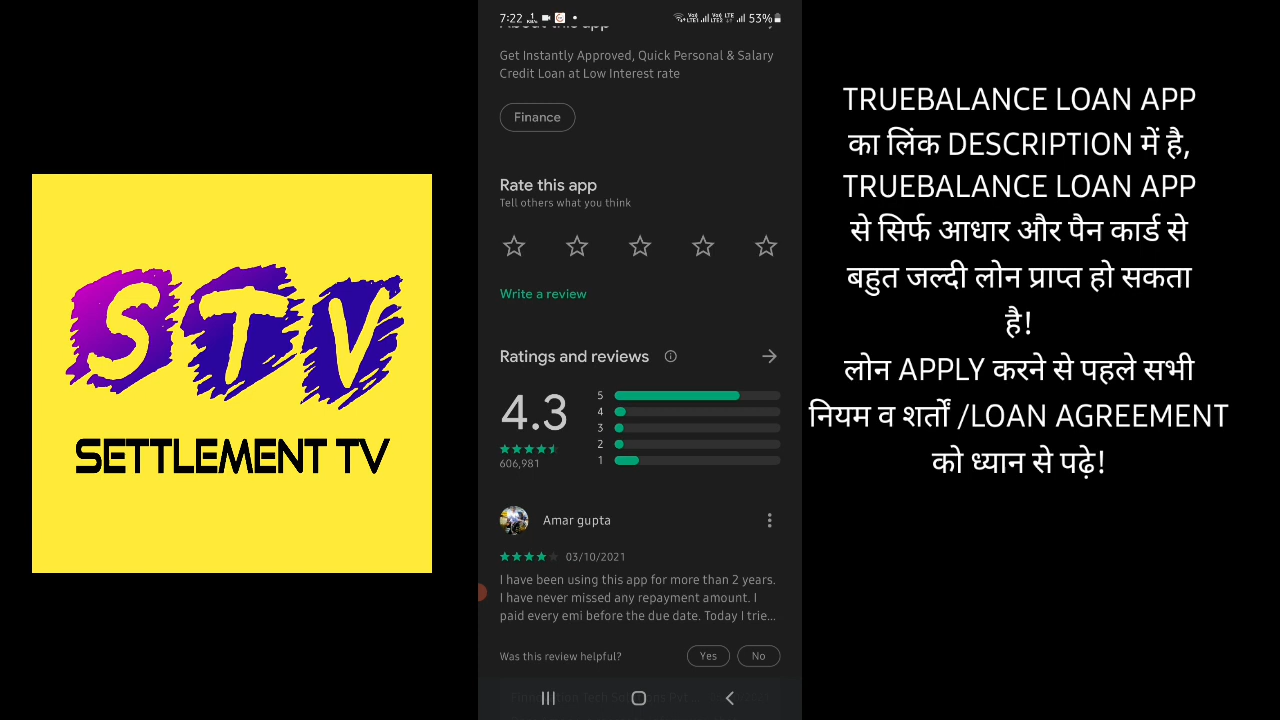 STV
SETTLEMENT TV
7:22
53%
About this app
Get Instantly Approved, Quick Personal & Salary
Credit Loan at Low Interest rate
Finance
Rate this app
Tell others what you think
Write a review
Ratings and reviews
4.3
606,981
5
4
3
2
1
Amar gupta
03/10/2021
I have been using this app for more than 2 years.
I have never missed any repayment amount. I
paid every emi before the due date. Today I trie...
Was this review helpful?
Yes
No
TRUEBALANCE LOAN APP
का लिंक DESCRIPTION में है,
TRUEBALANCE LOAN APP
से सिर्फ आधार और पैन कार्ड से
बहुत जल्दी लोन प्राप्त हो सकता
है!
लोन APPLY करने से पहले सभी
नियम व शर्तों /LOAN AGREEMENT
को ध्यान से पढ़े!